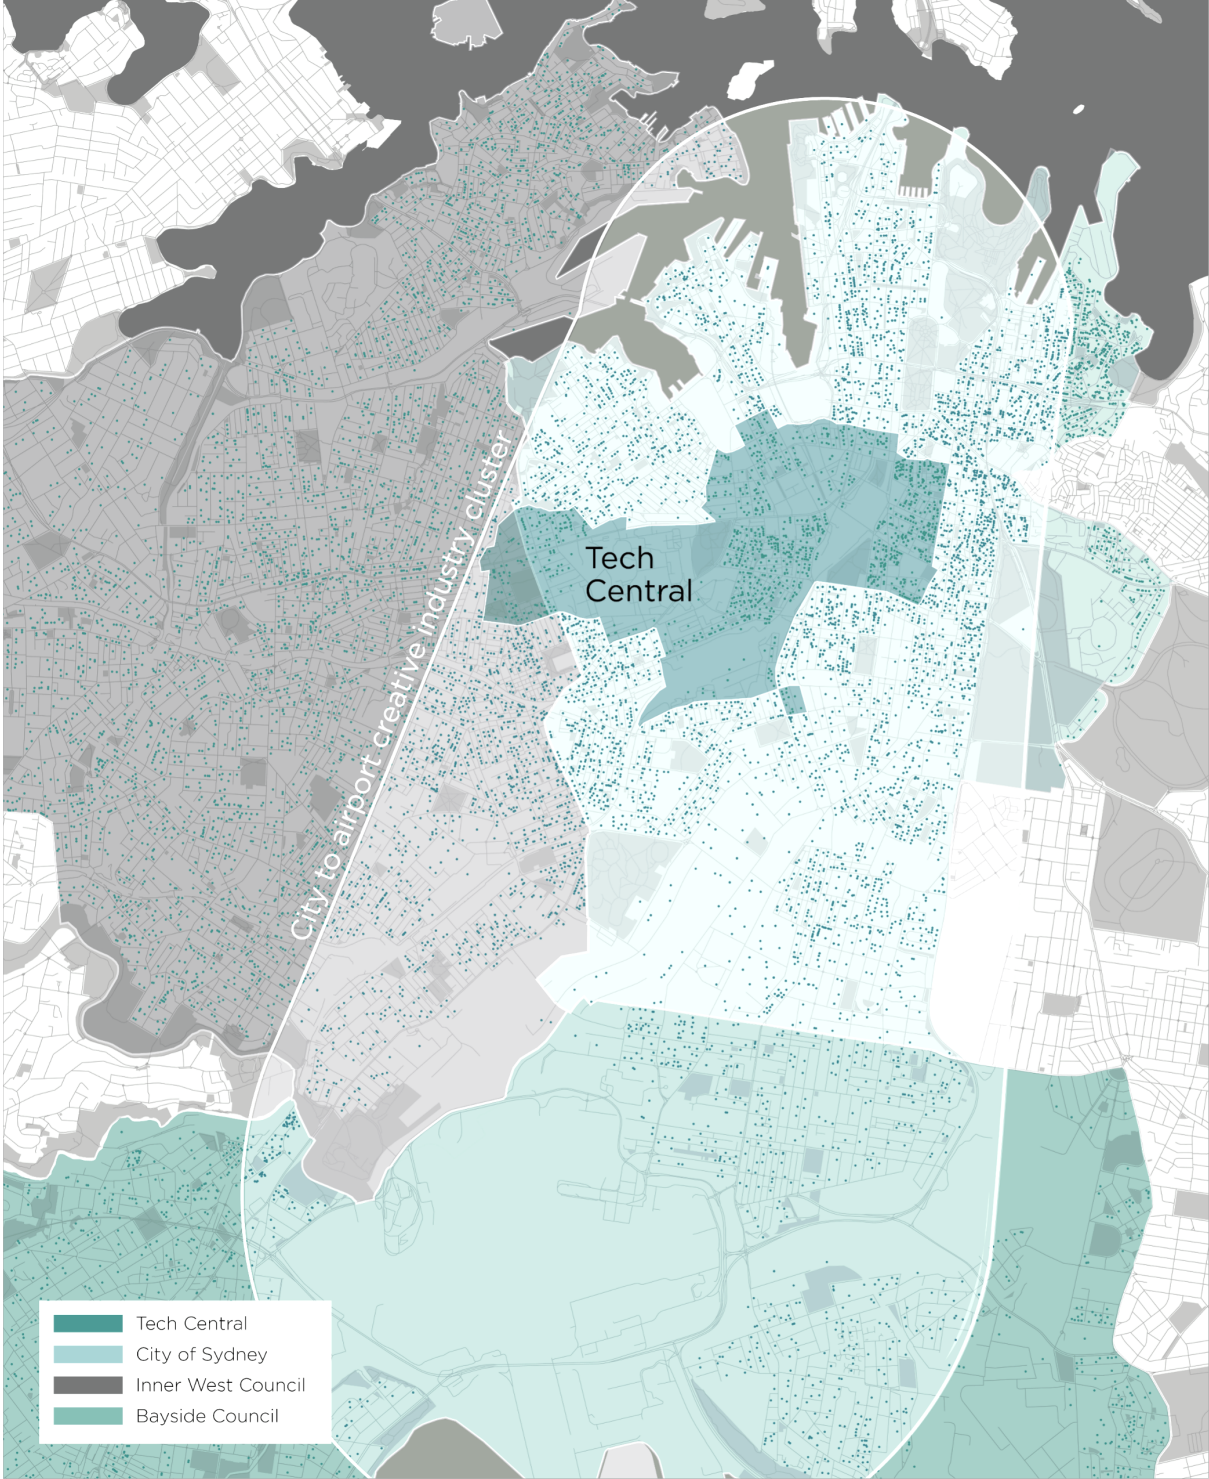 City to airport creative industry cluster
Tech
Central
Tech Central
City of Sydney
Inner West Council
Bayside Council